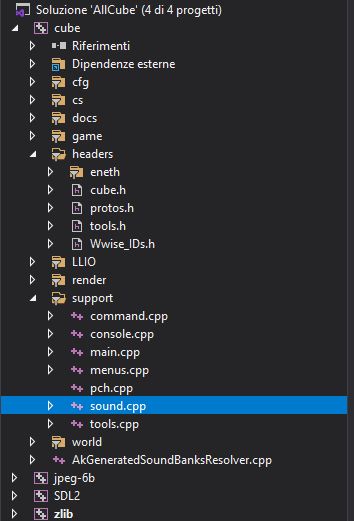 Soluzione 'AllCube' (4 di 4 progetti)
cube
Riferimenti
Dipendenze esterne
cfg
cs
docs
game
headers
eneth
cube.h
protos.h
tools.h
Wwise_IDs.h
LLIO
render
support
command.cpp
console.cpp
main.cpp
menus.cpp
pch.cpp
sound.cpp
tools.cpp
world
AkGeneratedSoundBanksResolver.cpp
jpeg-6b
SDL2
zlib